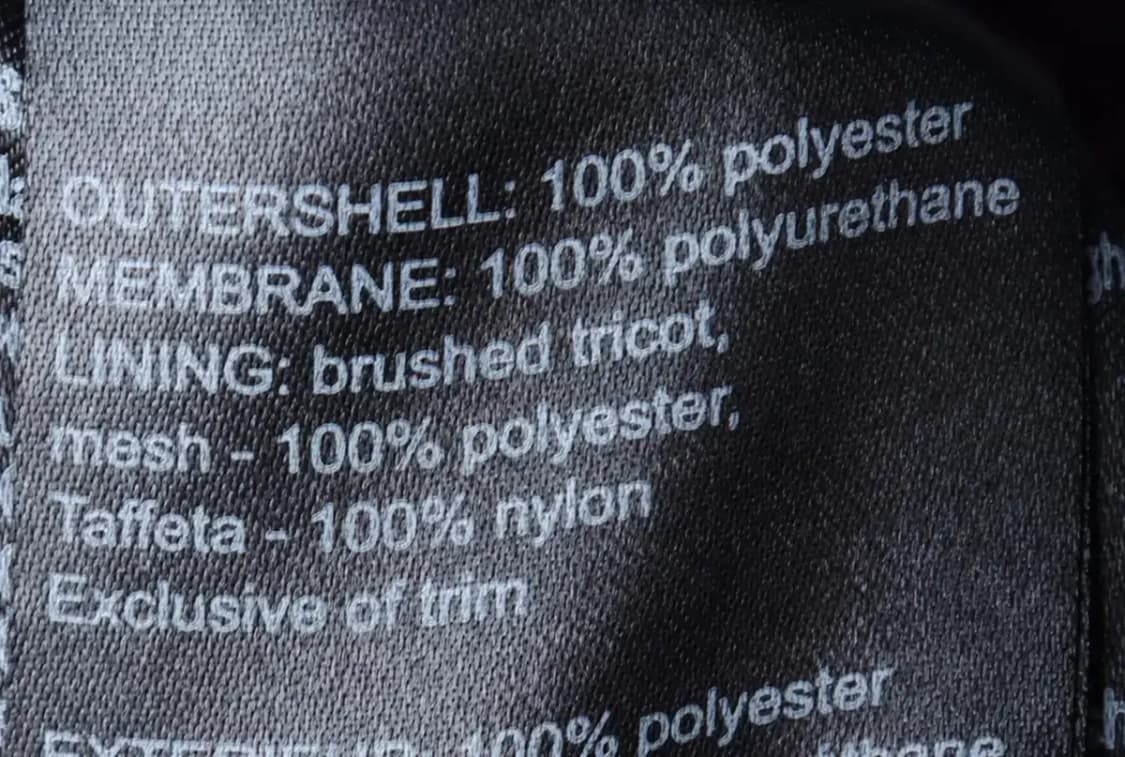 OUTERSHELL: 100% polyester
MEMBRANE: 100% polyurethane
LINING: brushed tricot,
mesh - 100% polyester,
Taffeta - 100% nylon
Exclusive of trim
EXTERIEUR: 100% polyester